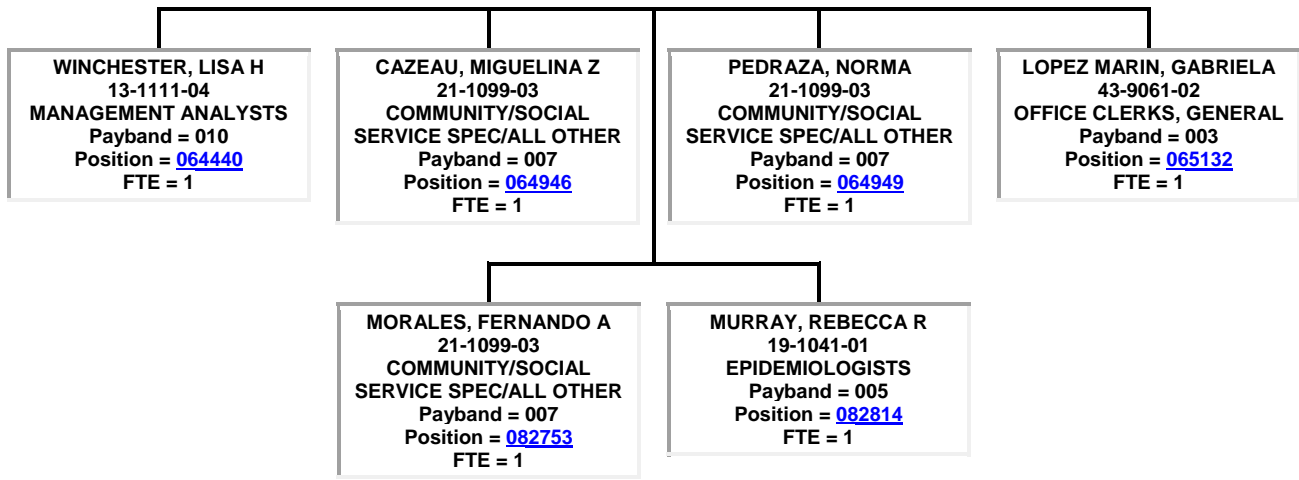 WINCHESTER, LISA H
13-1111-04
MANAGEMENT ANALYSTS
Payband = 010
Position = 064440
FTE = 1
CAZEAU, MIGUELINA Z
21-1099-03
COMMUNITY/SOCIAL
SERVICE SPEC/ALL OTHER
Payband = 007
Position = 064946
FTE = 1
PEDRAZA, NORMA
21-1099-03
COMMUNITY/SOCIAL
SERVICE SPEC/ALL OTHER
Payband = 007
Position = 064949
FTE = 1
LOPEZ MARIN, GABRIELA
43-9061-02
OFFICE CLERKS, GENERAL
Payband = 003
Position = 065132
FTE = 1
MORALES, FERNANDO A
21-1099-03
COMMUNITY/SOCIAL
SERVICE SPEC/ALL OTHER
Payband = 007
Position = 082753
FTE = 1
MURRAY, REBECCA R
19-1041-01
EPIDEMIOLOGISTS
Payband = 005
Position = 082814
FTE = 1